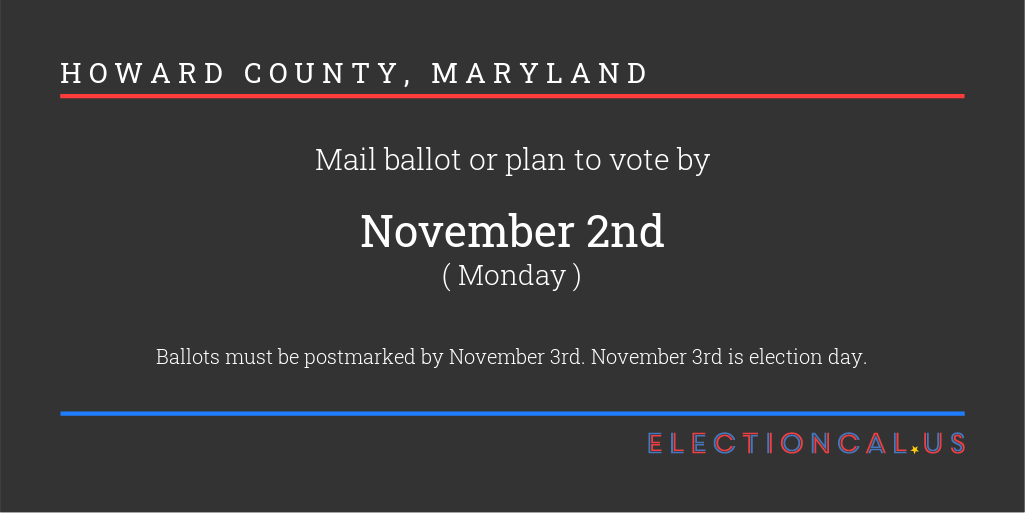 HOWARD COUNTY, MARYLAND
Mail ballot or plan to vote by
November 2nd
( Monday )
Ballots must be postmarked by November 3rd. November 3rd is election day.
ELECTIONCAL.US